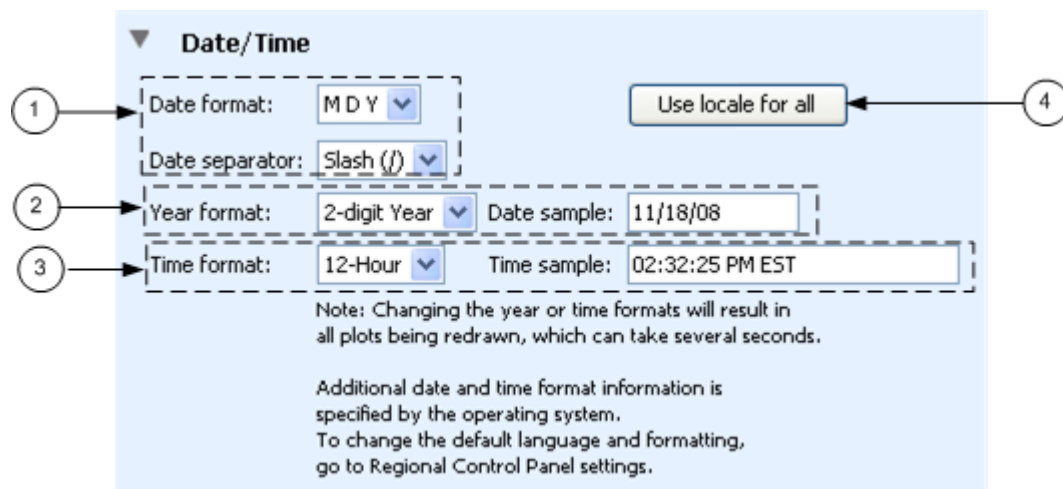 Date/Time
1
Date format: M D Y
Use locale for all
4
Date separator: Slash (/)
2
Year format: 2-digit Year Date sample: 11/18/08
3
Time format: 12-Hour Time sample: 02:32:25 PM EST
Note: Changing the year or time formats will result in
all plots being redrawn, which can take several seconds.
Additional date and time format information is
specified by the operating system.
To change the default language and formatting,
go to Regional Control Panel settings.